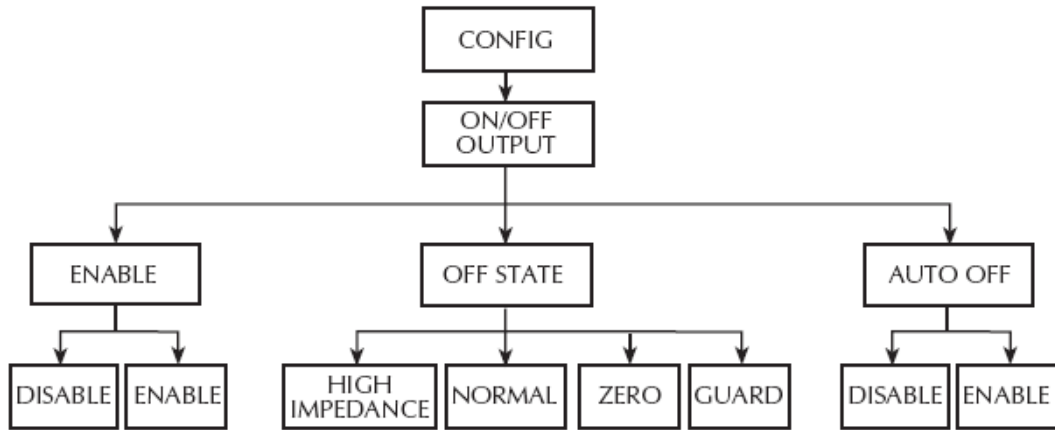 CONFIG
ON/OFF
OUTPUT
ENABLE
OFF STATE
AUTO OFF
DISABLE
ENABLE
HIGH
IMPEDANCE
NORMAL
ZERO
GUARD
DISABLE
ENABLE